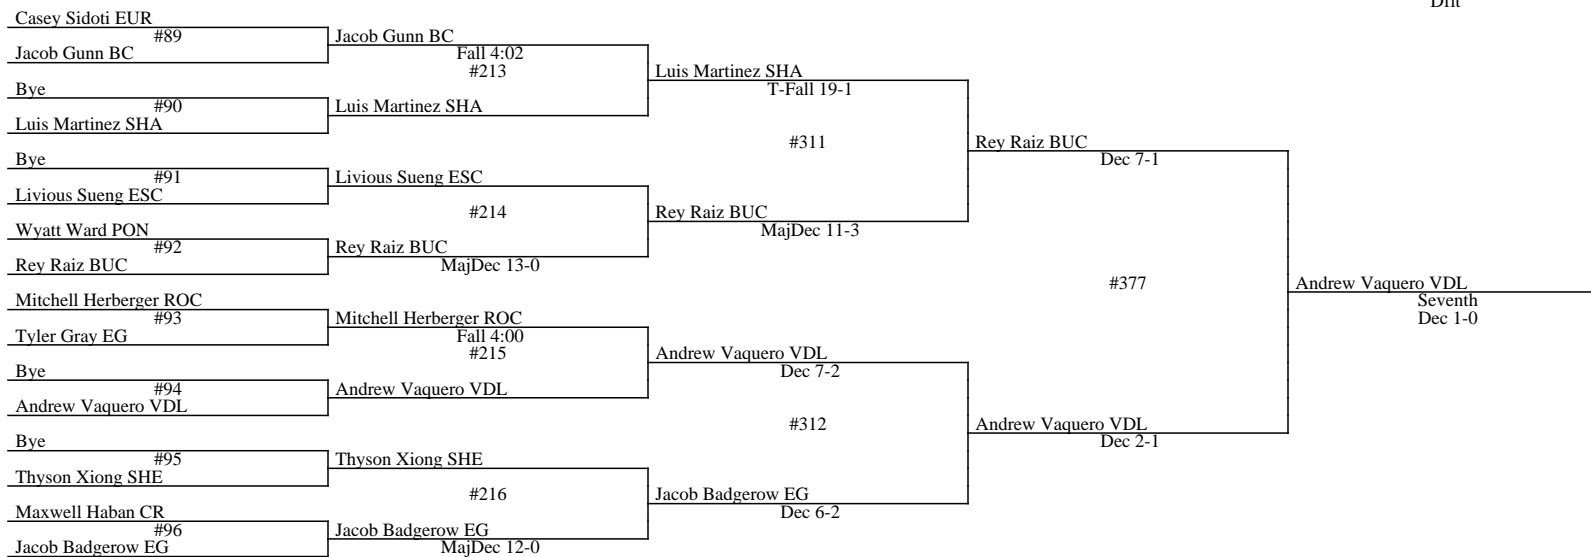 Casey Sidoti EUR
#89
Jacob Gunn BC
Bye
#90
Luis Martinez SHA
Bye
#91
Livious Sueng ESC
Wyatt Ward PON
#92
Rey Raiz BUC
Mitchell Herberger ROC
#93
Tyler Gray EG
Bye
#94
Andrew Vaquero VDL
Bye
#95
Thyson Xiong SHE
Maxwell Haban CR
#96
Jacob Badgerow EG
Jacob Gunn BC
Fall 4:02
#213
Luis Martinez SHA
Livious Sueng ESC
#214
Rey Raiz BUC
MajDec 13-0
Mitchell Herberger ROC
Fall 4:00
#215
Andrew Vaquero VDL
Thyson Xiong SHE
#216
Jacob Badgerow EG
MajDec 12-0
Luis Martinez SHA
T-Fall 19-1
#311
Rey Raiz BUC
MajDec 11-3
Andrew Vaquero VDL
Dec 7-2
#312
Jacob Badgerow EG
Dec 6-2
Rey Raiz BUC
Dec 7-1
#377
Andrew Vaquero VDL
Dec 2-1
Andrew Vaquero VDL
Seventh
Dec 1-0